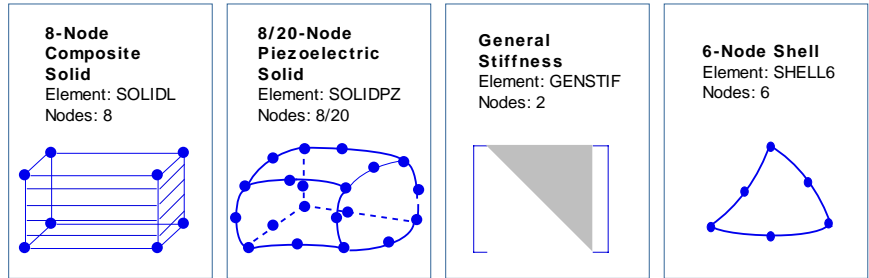 8-Node
Composite
Solid
Element: SOLIDL
Nodes: 8
8/20-Node
Piezoelectric
Solid
Element: SOLIDPZ
Nodes: 8/20
General
Stiffness
Element: GENSTIF
Nodes: 2
6-Node Shell
Element: SHELL6
Nodes: 6